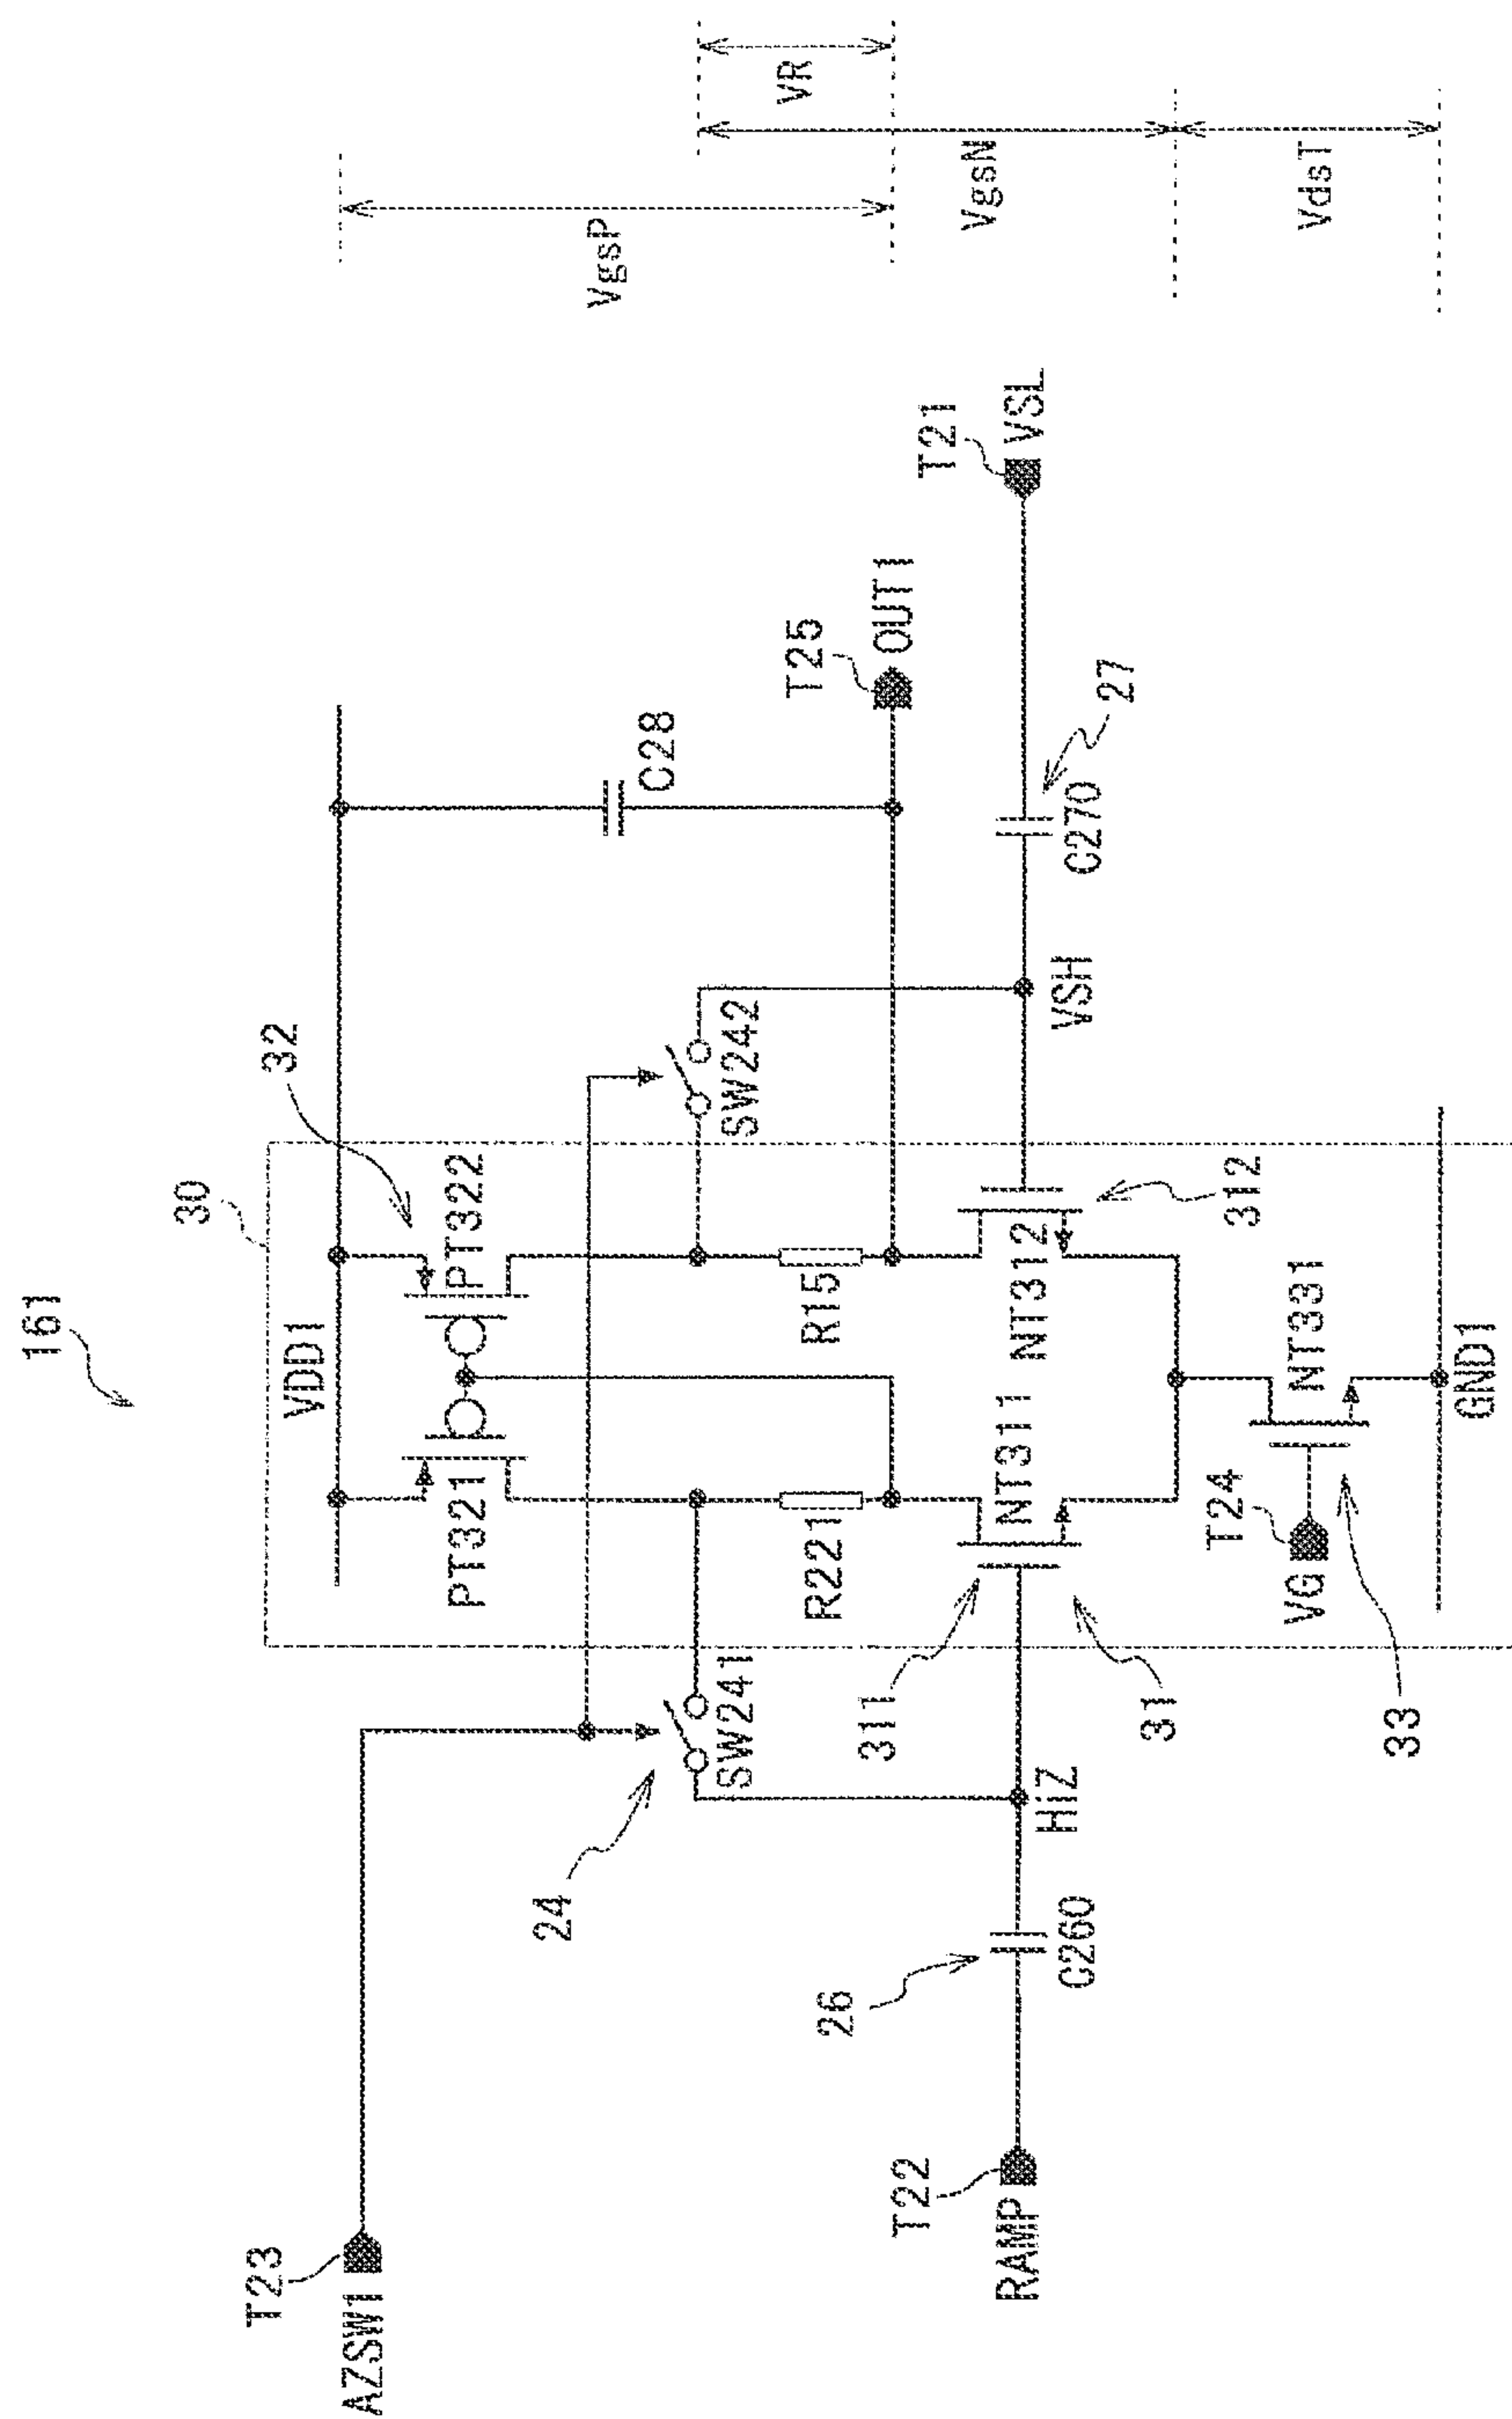 161
30
VDD1
32
PT321
PT322
AZSW1
T23
24
SW241
SW242
C28
R221
R15
T25
OUT1
RAMP
T22
26
C260
HiZ
311
31
NT311
NT312
312
VSH
C270
27
T21
VSL
VG
T24
33
NT331
GND1
VgsP
VR
VgsN
VdsT